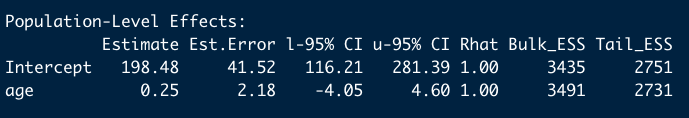 Population-Level Effects:
          Estimate Est.Error l-95% CI u-95% CI Rhat Bulk_ESS Tail_ESS
Intercept   198.48     41.52   116.21   281.39 1.00     3435     2751
age           0.25      2.18    -4.05     4.60 1.00     3491     2731